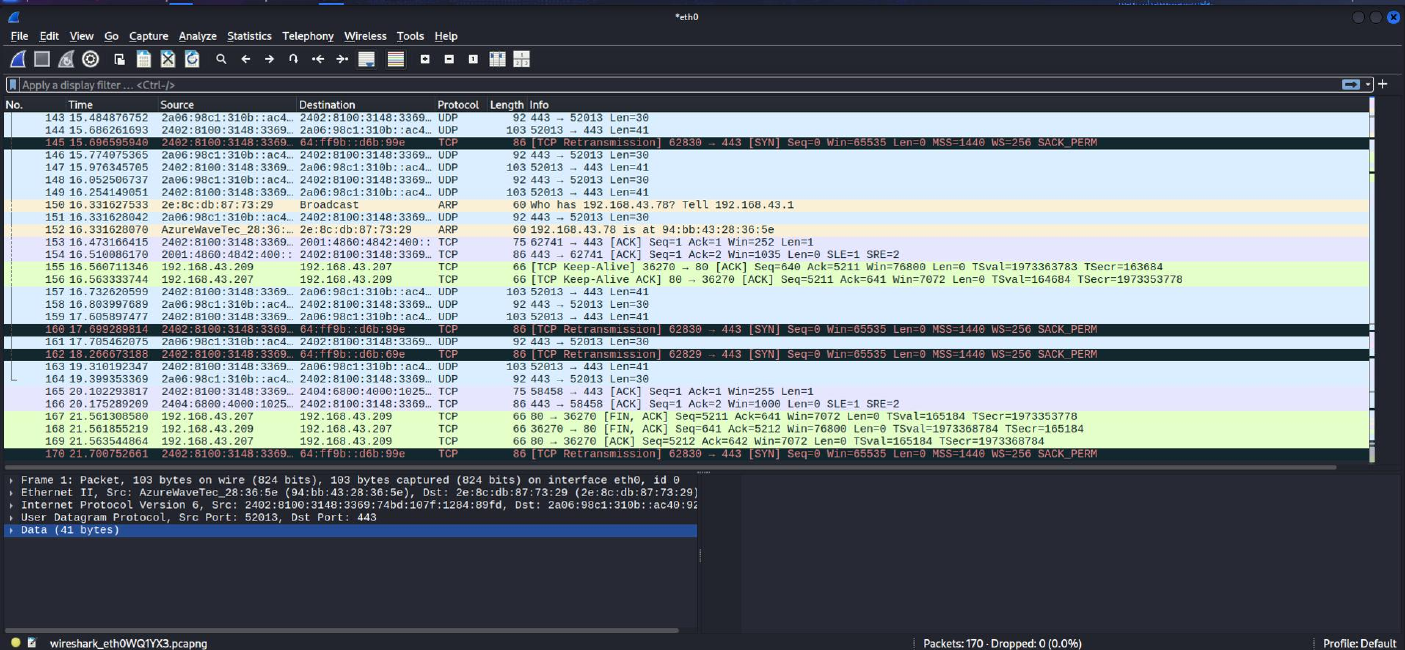 *eth0
File Edit View Go Capture Analyze Statistics Telephony Wireless Tools Help
Apply a display filter … <Ctrl-/>
No. Time Source Destination Protocol Length Info
143 15.484876752 2a06:98c1:310b::ac4… 2402:8100:3148:3369… UDP 92 443 → 52013 Len=30
144 15.686261693 2402:8100:3148:3369… 2a06:98c1:310b::ac4… UDP 103 52013 → 443 Len=41
145 15.696595940 2402:8100:3148:3369… 64:ff9b::d6b:99e TCP 86 [TCP Retransmission] 62830 → 443 [SYN] Seq=0 Win=65535 Len=0 MSS=1440 WS=256 SACK_PERM
146 15.774075365 2a06:98c1:310b::ac4… 2402:8100:3148:3369… UDP 92 443 → 52013 Len=30
147 15.976345705 2402:8100:3148:3369… 2a06:98c1:310b::ac4… UDP 103 52013 → 443 Len=41
148 16.052506737 2a06:98c1:310b::ac4… 2402:8100:3148:3369… UDP 92 443 → 52013 Len=30
149 16.254149051 2402:8100:3148:3369… 2a06:98c1:310b::ac4… UDP 103 52013 → 443 Len=41
150 16.331627533 2e:8c:db:87:73:29 Broadcast ARP 60 Who has 192.168.43.78? Tell 192.168.43.1
151 16.331628042 2a06:98c1:310b::ac4… 2402:8100:3148:3369… UDP 92 443 → 52013 Len=30
152 16.331628070 AzureWaveTec_28:36:… 2e:8c:db:87:73:29 ARP 60 192.168.43.78 is at 94:bb:43:28:36:5e
153 16.473166415 2402:8100:3148:3369… 2001:4860:4842:400:: TCP 75 62741 → 443 [ACK] Seq=1 Ack=1 Win=252 Len=1
154 16.510086170 2001:4860:4842:400:: 2402:8100:3148:3369… TCP 86 443 → 62741 [ACK] Seq=1 Ack=2 Win=1035 Len=0 SLE=1 SRE=2
155 16.560711346 192.168.43.209 192.168.43.207 TCP 66 [TCP Keep-Alive] 36270 → 80 [ACK] Seq=640 Ack=5211 Win=76800 Len=0 TSval=1973363783 TSecr=163684
156 16.563333744 192.168.43.207 192.168.43.209 TCP 66 [TCP Keep-Alive ACK] 80 → 36270 [ACK] Seq=5211 Ack=641 Win=7072 Len=0 TSval=164684 TSecr=1973353778
157 16.732620599 2402:8100:3148:3369… 2a06:98c1:310b::ac4… UDP 103 52013 → 443 Len=41
158 16.803997689 2a06:98c1:310b::ac4… 2402:8100:3148:3369… UDP 92 443 → 52013 Len=30
159 17.605897477 2402:8100:3148:3369… 2a06:98c1:310b::ac4… UDP 103 52013 → 443 Len=41
160 17.699289814 2402:8100:3148:3369… 64:ff9b::d6b:99e TCP 86 [TCP Retransmission] 62830 → 443 [SYN] Seq=0 Win=65535 Len=0 MSS=1440 WS=256 SACK_PERM
161 17.705462075 2a06:98c1:310b::ac4… 2402:8100:3148:3369… UDP 92 443 → 52013 Len=30
162 18.266673188 2402:8100:3148:3369… 64:ff9b::d6b:69e TCP 86 [TCP Retransmission] 62829 → 443 [SYN] Seq=0 Win=65535 Len=0 MSS=1440 WS=256 SACK_PERM
163 19.310192347 2402:8100:3148:3369… 2a06:98c1:310b::ac4… UDP 103 52013 → 443 Len=41
164 19.399353369 2a06:98c1:310b::ac4… 2402:8100:3148:3369… UDP 92 443 → 52013 Len=30
165 20.102293817 2402:8100:3148:3369… 2404:6800:4000:1025… TCP 75 58458 → 443 [ACK] Seq=1 Ack=1 Win=255 Len=1
166 20.175289209 2404:6800:4000:1025… 2402:8100:3148:3369… TCP 86 443 → 58458 [ACK] Seq=1 Ack=2 Win=1000 Len=0 SLE=1 SRE=2
167 21.561308580 192.168.43.207 192.168.43.209 TCP 66 80 → 36270 [FIN, ACK] Seq=5211 Ack=641 Win=7072 Len=0 TSval=165184 TSecr=1973353778
168 21.561855219 192.168.43.209 192.168.43.207 TCP 66 36270 → 80 [FIN, ACK] Seq=641 Ack=5212 Win=76800 Len=0 TSval=1973368784 TSecr=165184
169 21.563544864 192.168.43.207 192.168.43.209 TCP 66 80 → 36270 [ACK] Seq=5212 Ack=642 Win=7072 Len=0 TSval=165184 TSecr=1973368784
170 21.700752661 2402:8100:3148:3369… 64:ff9b::d6b:99e TCP 86 [TCP Retransmission] 62830 → 443 [SYN] Seq=0 Win=65535 Len=0 MSS=1440 WS=256 SACK_PERM
Frame 1: Packet, 103 bytes on wire (824 bits), 103 bytes captured (824 bits) on interface eth0, id 0
Ethernet II, Src: AzureWaveTec_28:36:5e (94:bb:43:28:36:5e), Dst: 2e:8c:db:87:73:29 (2e:8c:db:87:73:29)
Internet Protocol Version 6, Src: 2402:8100:3148:3369:74bd:107f:1284:89fd, Dst: 2a06:98c1:310b::ac40:92
User Datagram Protocol, Src Port: 52013, Dst Port: 443
Data (41 bytes)
wireshark_eth0WQ1YX3.pcapng Packets: 170 · Dropped: 0 (0.0%) Profile: Default